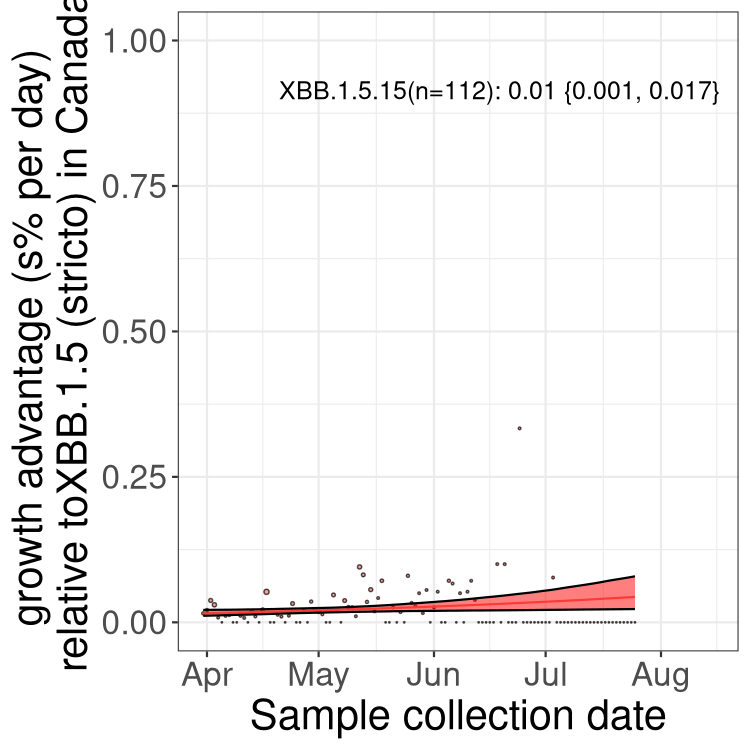 growth advantage (s% per day)
relative toXBB.1.5 (stricto) in Canada
1.00
0.75
0.50
0.25
0.00
XBB.1.5.15(n=112): 0.01 {0.001, 0.017}
Apr May Jun Jul Aug
Sample collection date